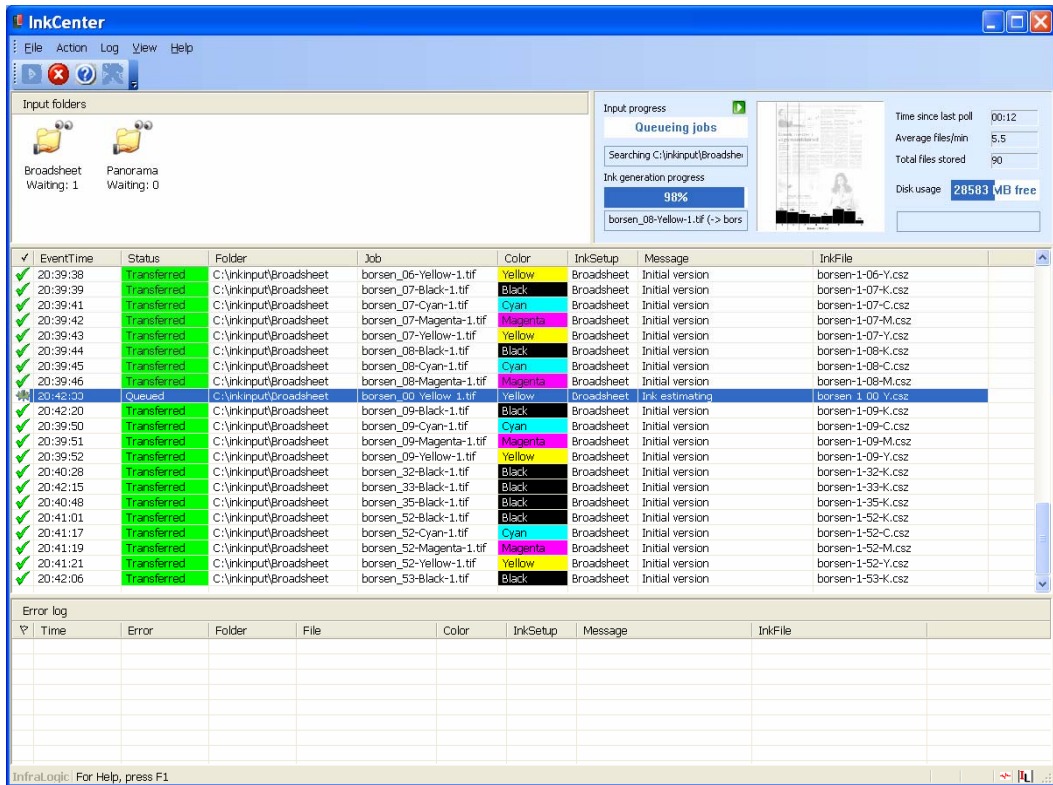 InkCenter
File Action Log View Help
Input folders
Broadsheet
Waiting: 1
Panorama
Waiting: 0
Input progress
Queueing jobs
Searching C:\inkinput\Broadshe
Ink generation progress
98%
borsen_08-Yellow-1.tif (-> bors
Time since last poll 00:12
Average files/min 5.5
Total files stored 90
Disk usage 28583 MB free
EventTime Status Folder Job Color InkSetup Message InkFile
20:39:38 Transferred C:\inkinput\Broadsheet borsen_06-Yellow-1.tif Yellow Broadsheet Initial version borsen-1-06-Y.csz
20:39:39 Transferred C:\inkinput\Broadsheet borsen_07-Black-1.tif Black Broadsheet Initial version borsen-1-07-K.csz
20:39:41 Transferred C:\inkinput\Broadsheet borsen_07-Cyan-1.tif Cyan Broadsheet Initial version borsen-1-07-C.csz
20:39:42 Transferred C:\inkinput\Broadsheet borsen_07-Magenta-1.tif Magenta Broadsheet Initial version borsen-1-07-M.csz
20:39:43 Transferred C:\inkinput\Broadsheet borsen_07-Yellow-1.tif Yellow Broadsheet Initial version borsen-1-07-Y.csz
20:39:44 Transferred C:\inkinput\Broadsheet borsen_08-Black-1.tif Black Broadsheet Initial version borsen-1-08-K.csz
20:39:45 Transferred C:\inkinput\Broadsheet borsen_08-Cyan-1.tif Cyan Broadsheet Initial version borsen-1-08-C.csz
20:39:46 Transferred C:\inkinput\Broadsheet borsen_08-Magenta-1.tif Magenta Broadsheet Initial version borsen-1-08-M.csz
Queued C:\inkinput\Broadsheet Yellow Broadsheet Ink estimating
20:42:20 Transferred C:\inkinput\Broadsheet borsen_09-Black-1.tif Black Broadsheet Initial version borsen-1-09-K.csz
20:39:50 Transferred C:\inkinput\Broadsheet borsen_09-Cyan-1.tif Cyan Broadsheet Initial version borsen-1-09-C.csz
20:39:51 Transferred C:\inkinput\Broadsheet borsen_09-Magenta-1.tif Magenta Broadsheet Initial version borsen-1-09-M.csz
20:39:52 Transferred C:\inkinput\Broadsheet borsen_09-Yellow-1.tif Yellow Broadsheet Initial version borsen-1-09-Y.csz
20:40:28 Transferred C:\inkinput\Broadsheet borsen_32-Black-1.tif Black Broadsheet Initial version borsen-1-32-K.csz
20:42:15 Transferred C:\inkinput\Broadsheet borsen_33-Black-1.tif Black Broadsheet Initial version borsen-1-33-K.csz
20:40:48 Transferred C:\inkinput\Broadsheet borsen_35-Black-1.tif Black Broadsheet Initial version borsen-1-35-K.csz
20:41:01 Transferred C:\inkinput\Broadsheet borsen_52-Black-1.tif Black Broadsheet Initial version borsen-1-52-K.csz
20:41:17 Transferred C:\inkinput\Broadsheet borsen_52-Cyan-1.tif Cyan Broadsheet Initial version borsen-1-52-C.csz
20:41:19 Transferred C:\inkinput\Broadsheet borsen_52-Magenta-1.tif Magenta Broadsheet Initial version borsen-1-52-M.csz
20:41:21 Transferred C:\inkinput\Broadsheet borsen_52-Yellow-1.tif Yellow Broadsheet Initial version borsen-1-52-Y.csz
20:42:06 Transferred C:\inkinput\Broadsheet borsen_53-Black-1.tif Black Broadsheet Initial version borsen-1-53-K.csz
Error log
Time Error Folder File Color InkSetup Message InkFile
InfraLogic For Help, press F1